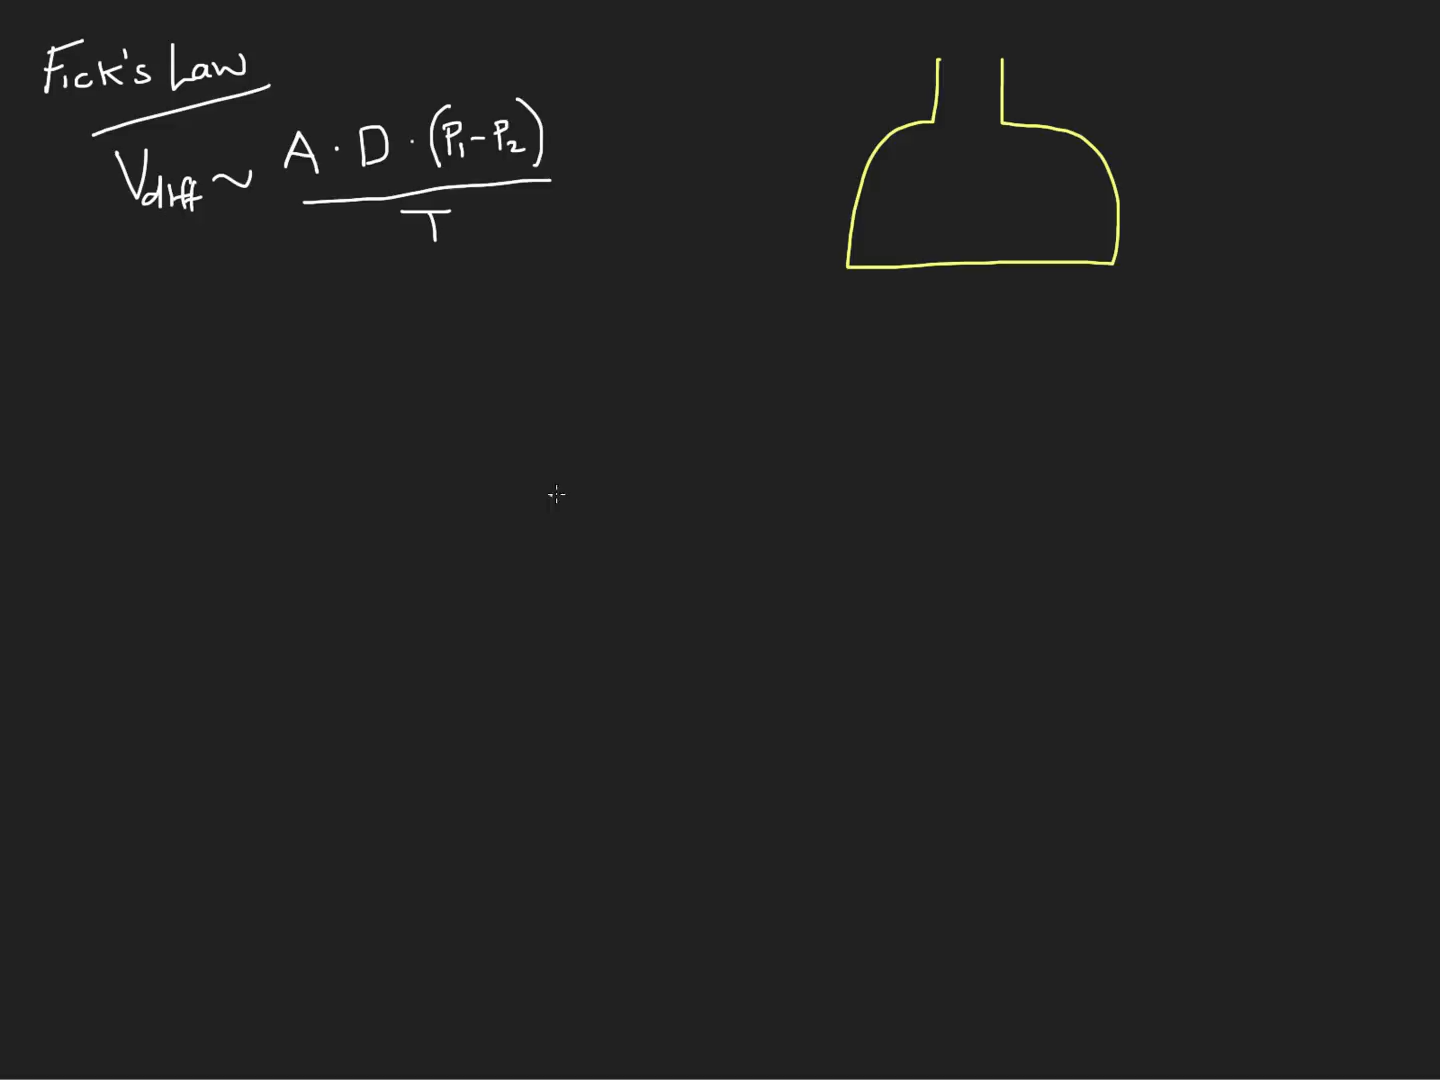 Fick's Law
Vdiff ~ A · D · (P₁ - P₂)
T